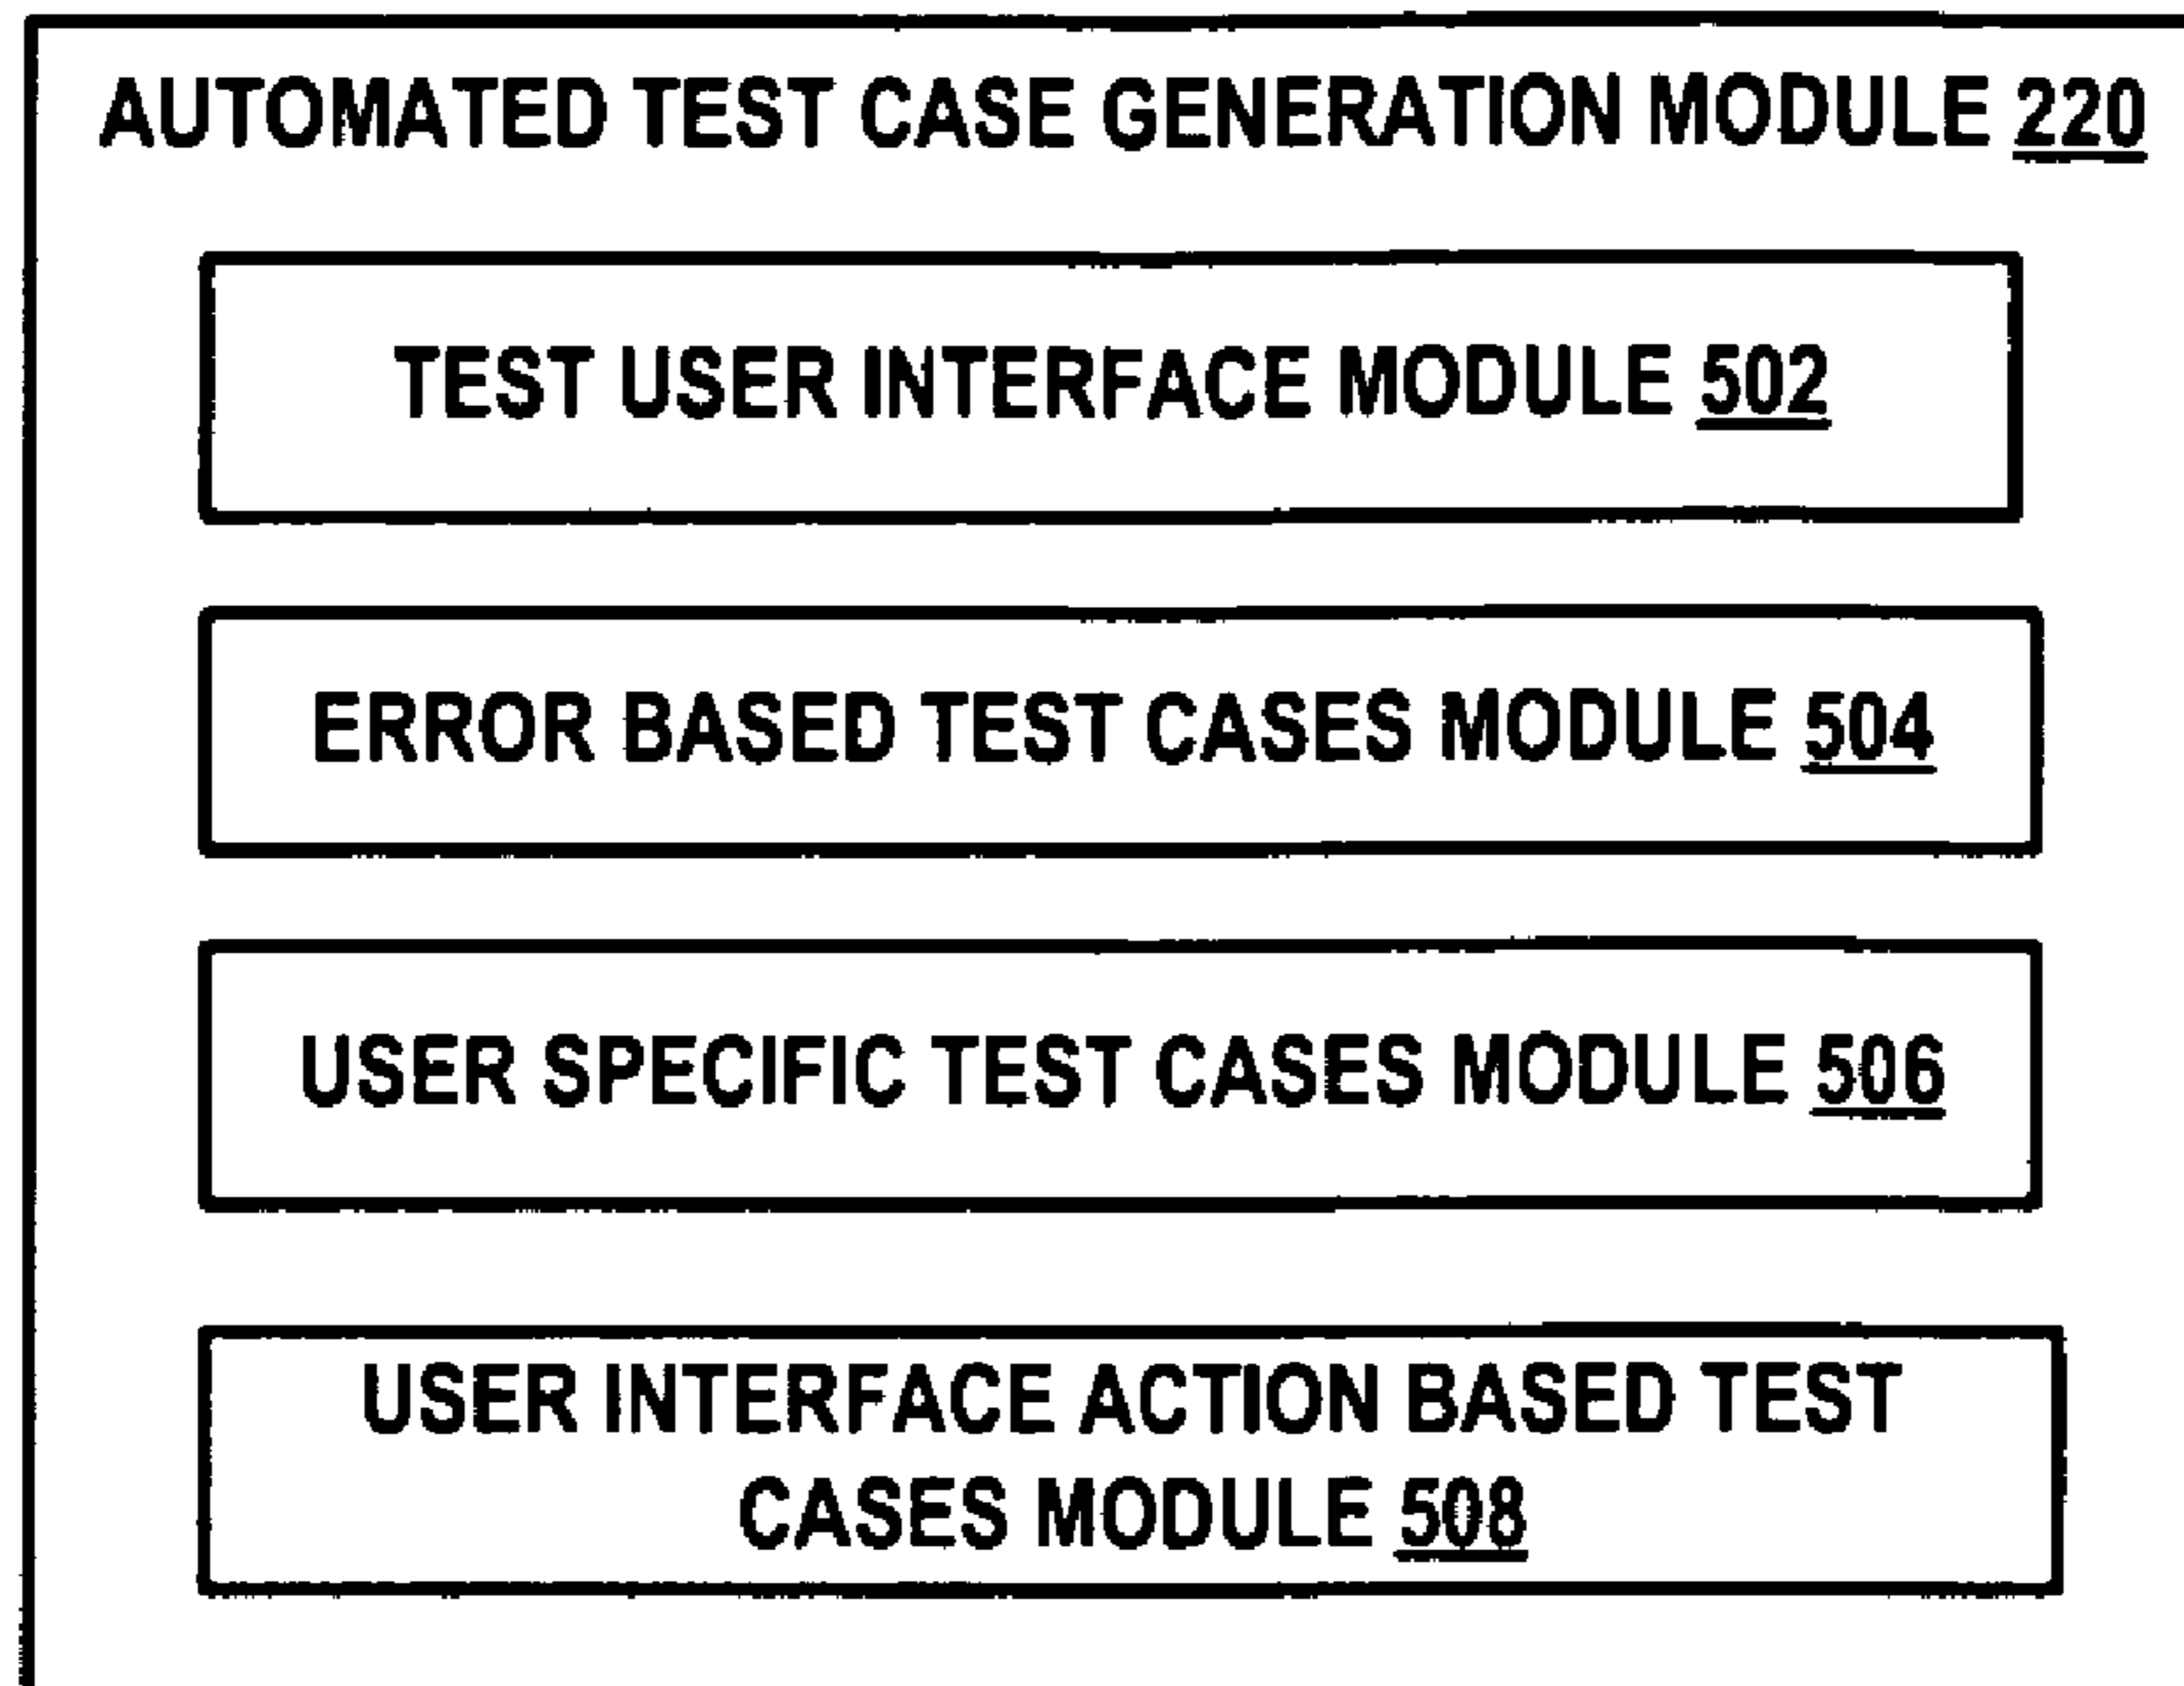 AUTOMATED TEST CASE GENERATION MODULE 220
TEST USER INTERFACE MODULE 502
ERROR BASED TEST CASES MODULE 504
USER SPECIFIC TEST CASES MODULE 506
USER INTERFACE ACTION BASED TEST
CASES MODULE 508